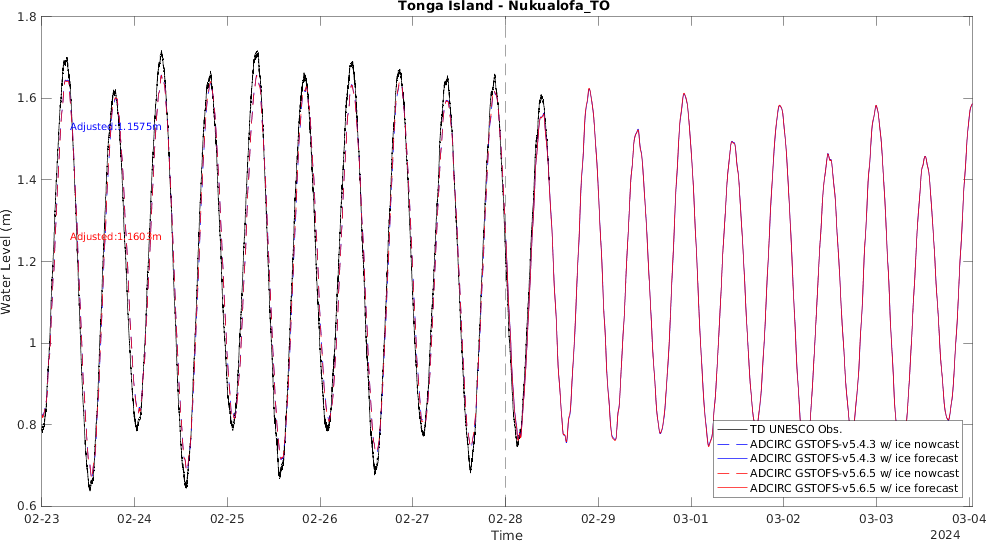 Tonga Island - Nukualofa_TO
1.8
1.6
1.4
1.2
1
0.8
0.6
Water Level (m)
Adjusted:1.1575m
Adjusted:1.1603m
TD UNESCO Obs.
ADCIRC GSTOFS-v5.4.3 w/ ice nowcast
ADCIRC GSTOFS-v5.4.3 w/ ice forecast
ADCIRC GSTOFS-v5.6.5 w/ ice nowcast
ADCIRC GSTOFS-v5.6.5 w/ ice forecast
02-23 02-24 02-25 02-26 02-27 02-28 02-29 03-01 03-02 03-03 03-04
Time
2024